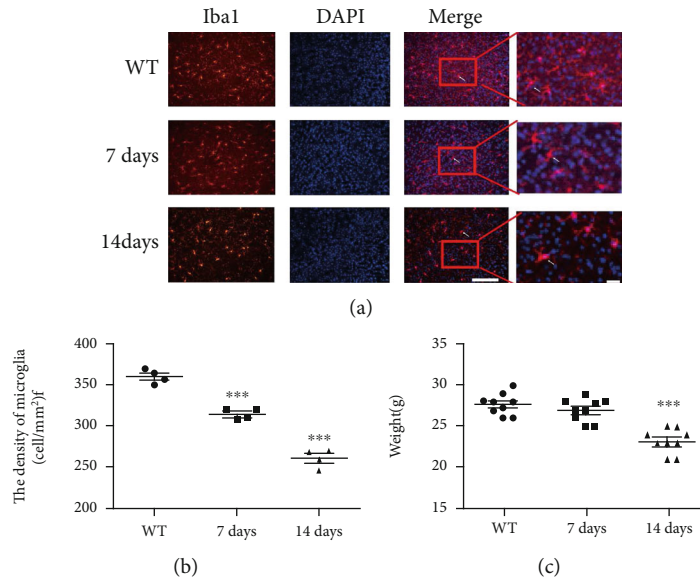 Iba1 DAPI Merge
WT
7 days
14days
(a)
The density of microglia
(cell/mm²)f
400
350
300
250
200
***
***
WT 7 days 14 days
(b)
Weight(g)
35
30
25
20
15
***
WT 7 days 14 days
(c)